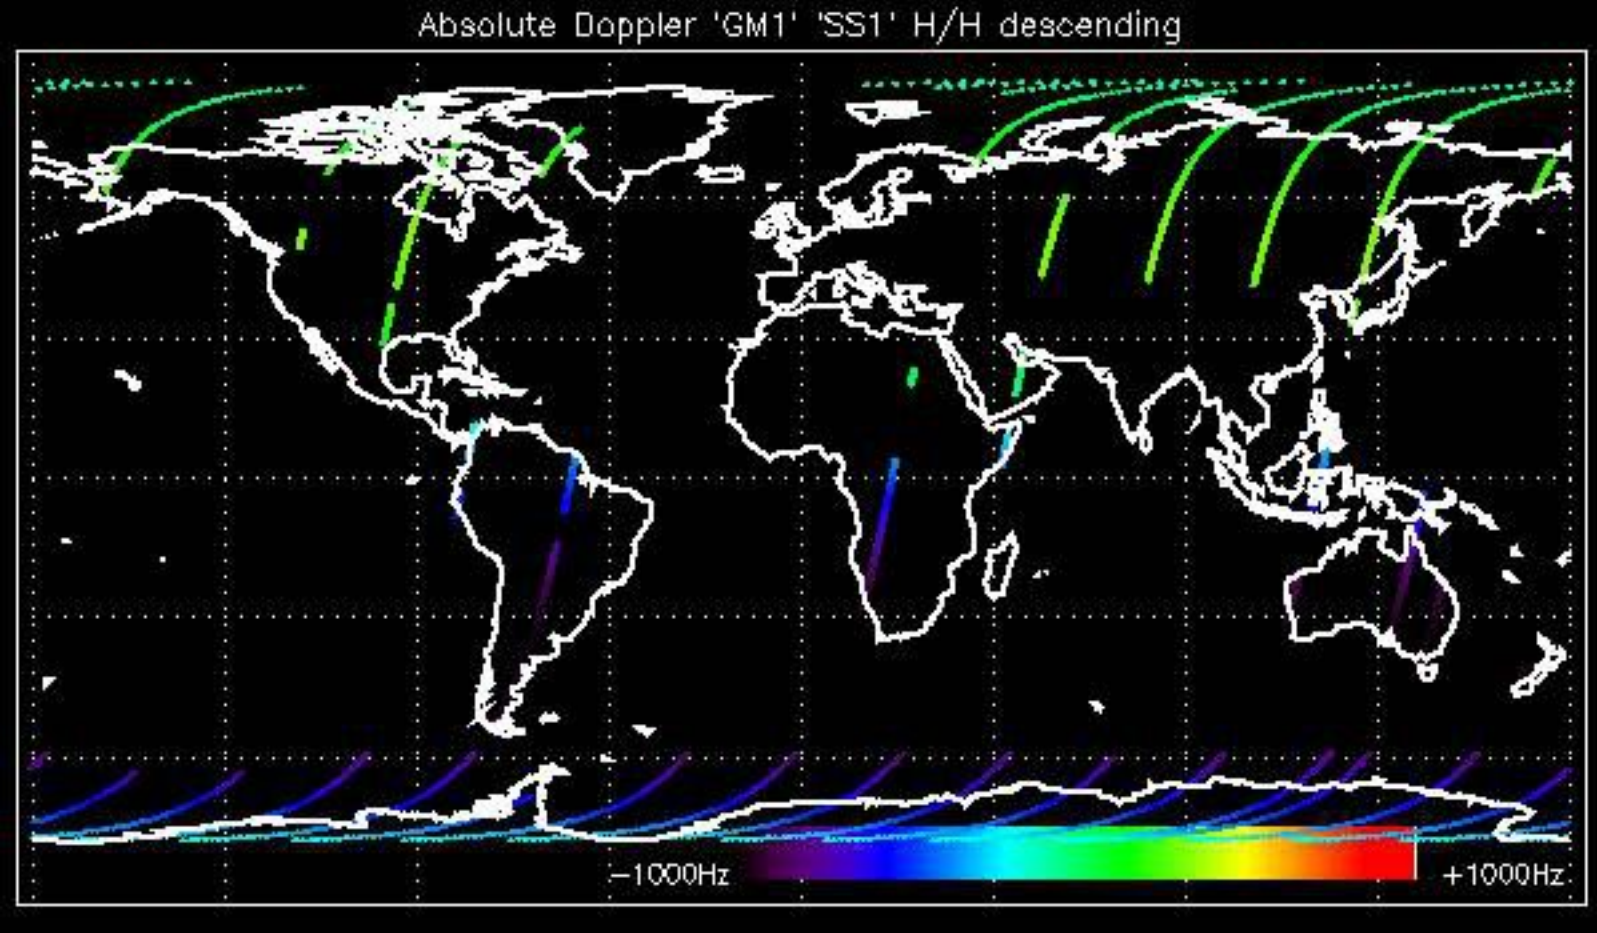 Absolute Doppler 'GM1' 'SS1' H/H descending
-1000Hz +1000Hz